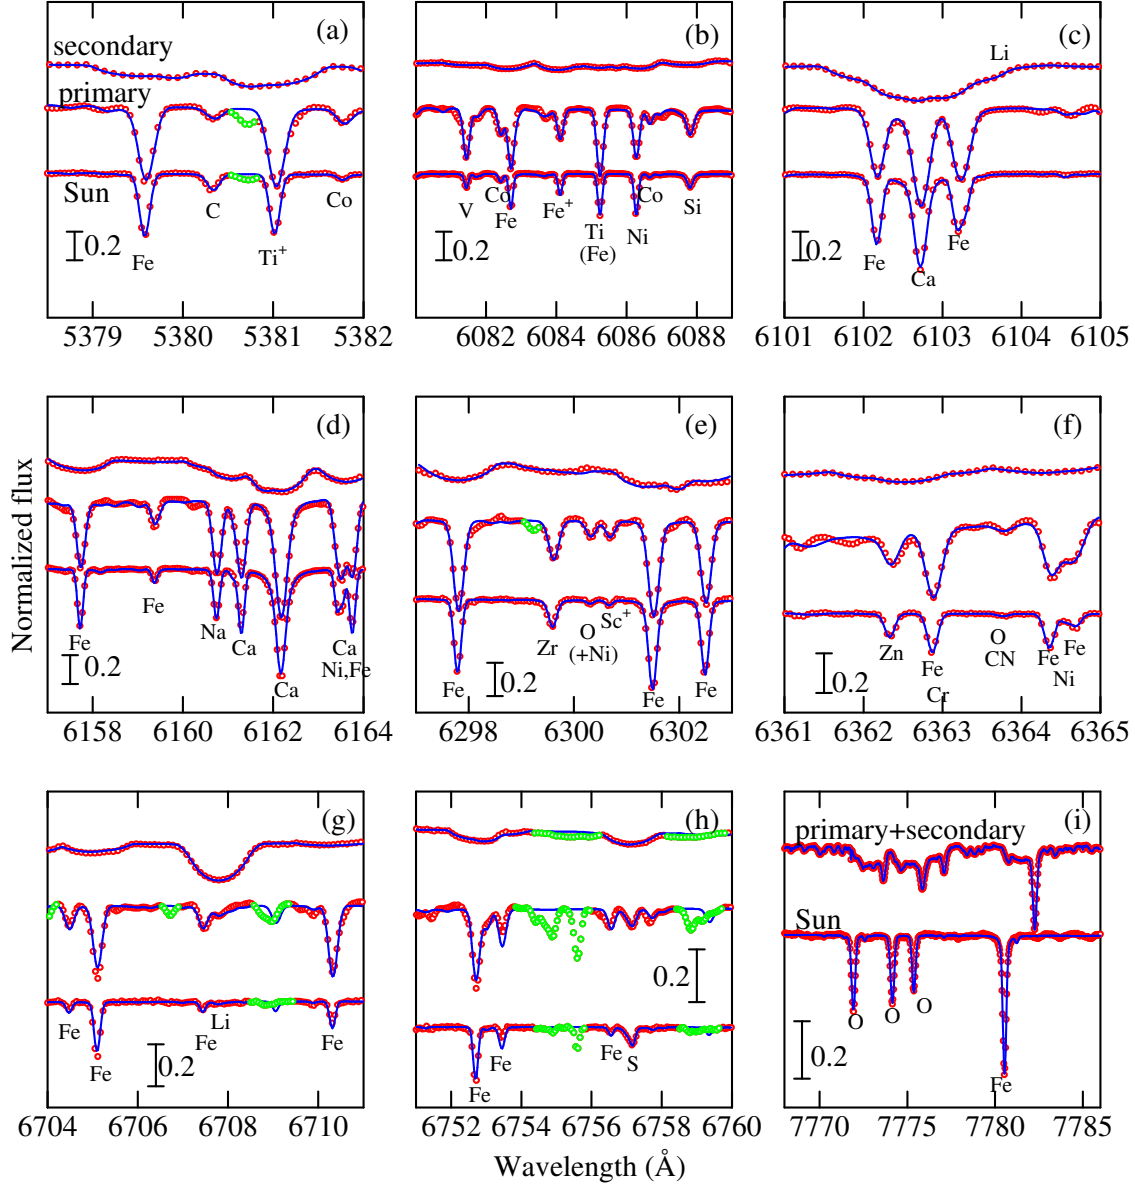 (a)
secondary
primary
Sun
C
Co
Fe
Ti+
0.2
5379 5380 5381 5382
(b)
V
Co
Fe
Fe+
Ti
(Fe)
Ni
Co
Si
0.2
6082 6084 6086 6088
(c)
Li
Fe
Ca
Fe
0.2
6101 6102 6103 6104 6105
Normalized flux
(d)
Fe
Fe
Na
Ca
Ca
Ca
Ni,Fe
0.2
6158 6160 6162 6164
(e)
Fe
Zr
O
(+Ni)
Sc+
Fe
Fe
0.2
6298 6300 6302
(f)
Zn
Fe
Cr
O
CN
Fe
Ni
Fe
0.2
6361 6362 6363 6364 6365
(g)
Fe
Fe
Li
Fe
Fe
0.2
6704 6706 6708 6710
(h)
0.2
Fe
Fe
Fe
S
6752 6754 6756 6758 6760
(i)
primary+secondary
Sun
O
O
O
Fe
0.2
7770 7775 7780 7785
Wavelength (Å)